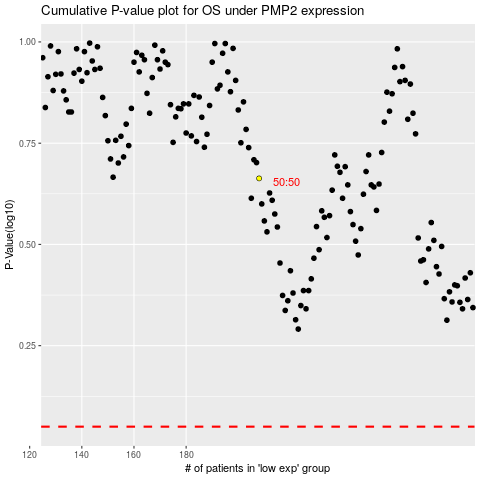 Cumulative P-value plot for OS under PMP2 expression
P-Value(log10)
1.00
0.75
0.50
0.25
50:50
120 140 160 180
# of patients in 'low exp' group